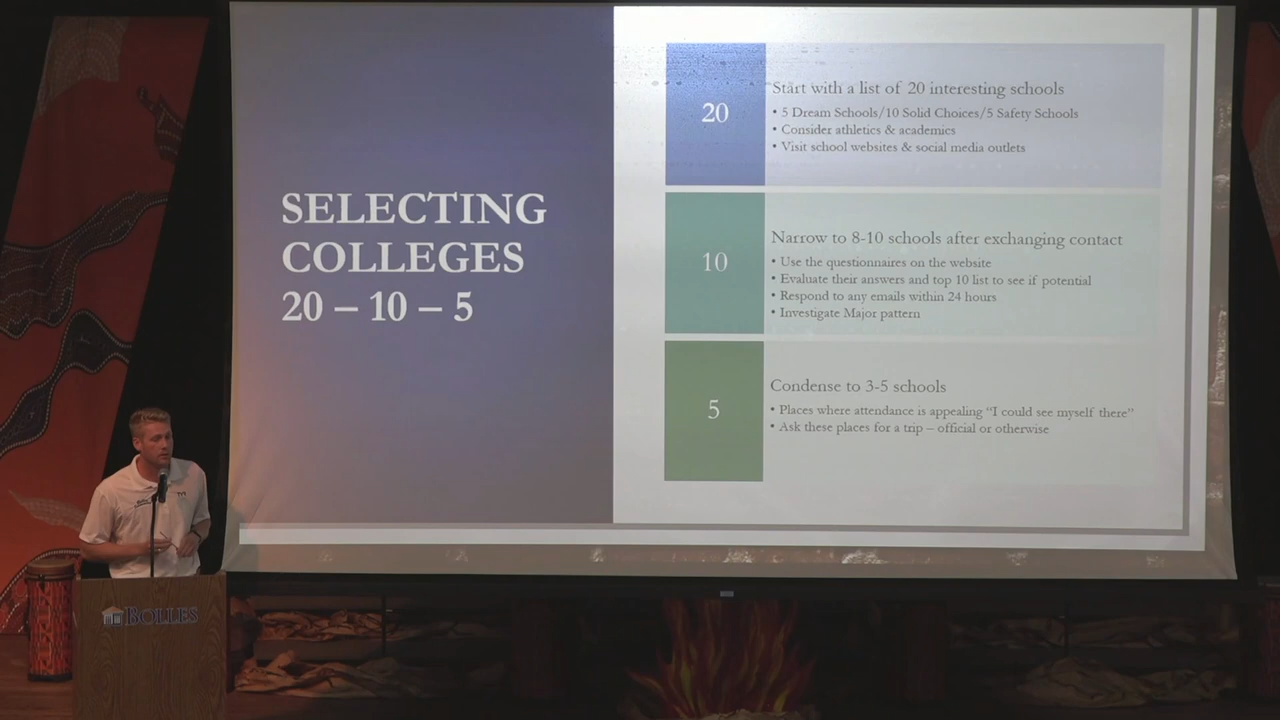 SELECTING
COLLEGES
20 – 10 – 5
20
Start with a list of 20 interesting schools
• 5 Dream Schools/10 Solid Choices/5 Safety Schools
• Consider athletics & academics
• Visit school websites & social media outlets
10
Narrow to 8-10 schools after exchanging contact
• Use the questionnaires on the website
• Evaluate their answers and top 10 list to see if potential
• Respond to any emails within 24 hours
• Investigate Major pattern
5
Condense to 3-5 schools
• Places where attendance is appealing “I could see myself there”
• Ask these places for a trip – official or otherwise
BOLLES